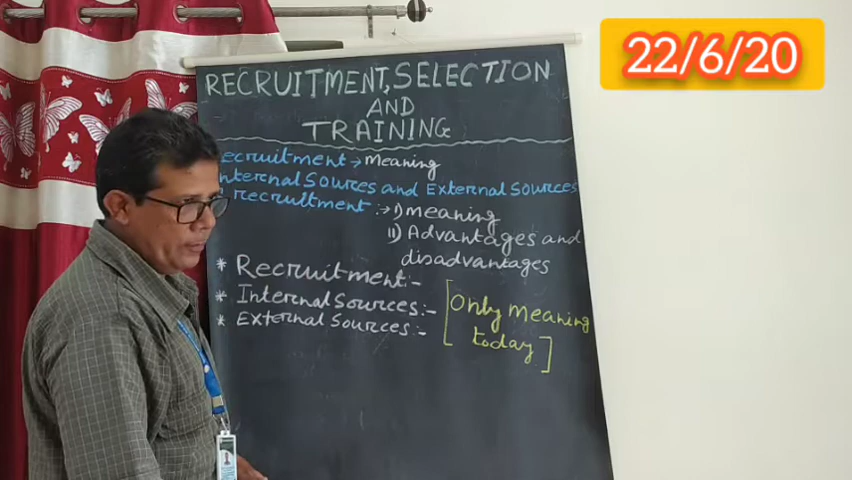 22/6/20
RECRUITMENT, SELECTION
AND
TRAINING
ecruitment → meaning
nternal Sources and External Sources
recruitment :→ i) meaning
ii) Advantages and
disadvantages
* Recruitment:-
* Internal Sources:-
* External Sources:-
[Only meaning
today]